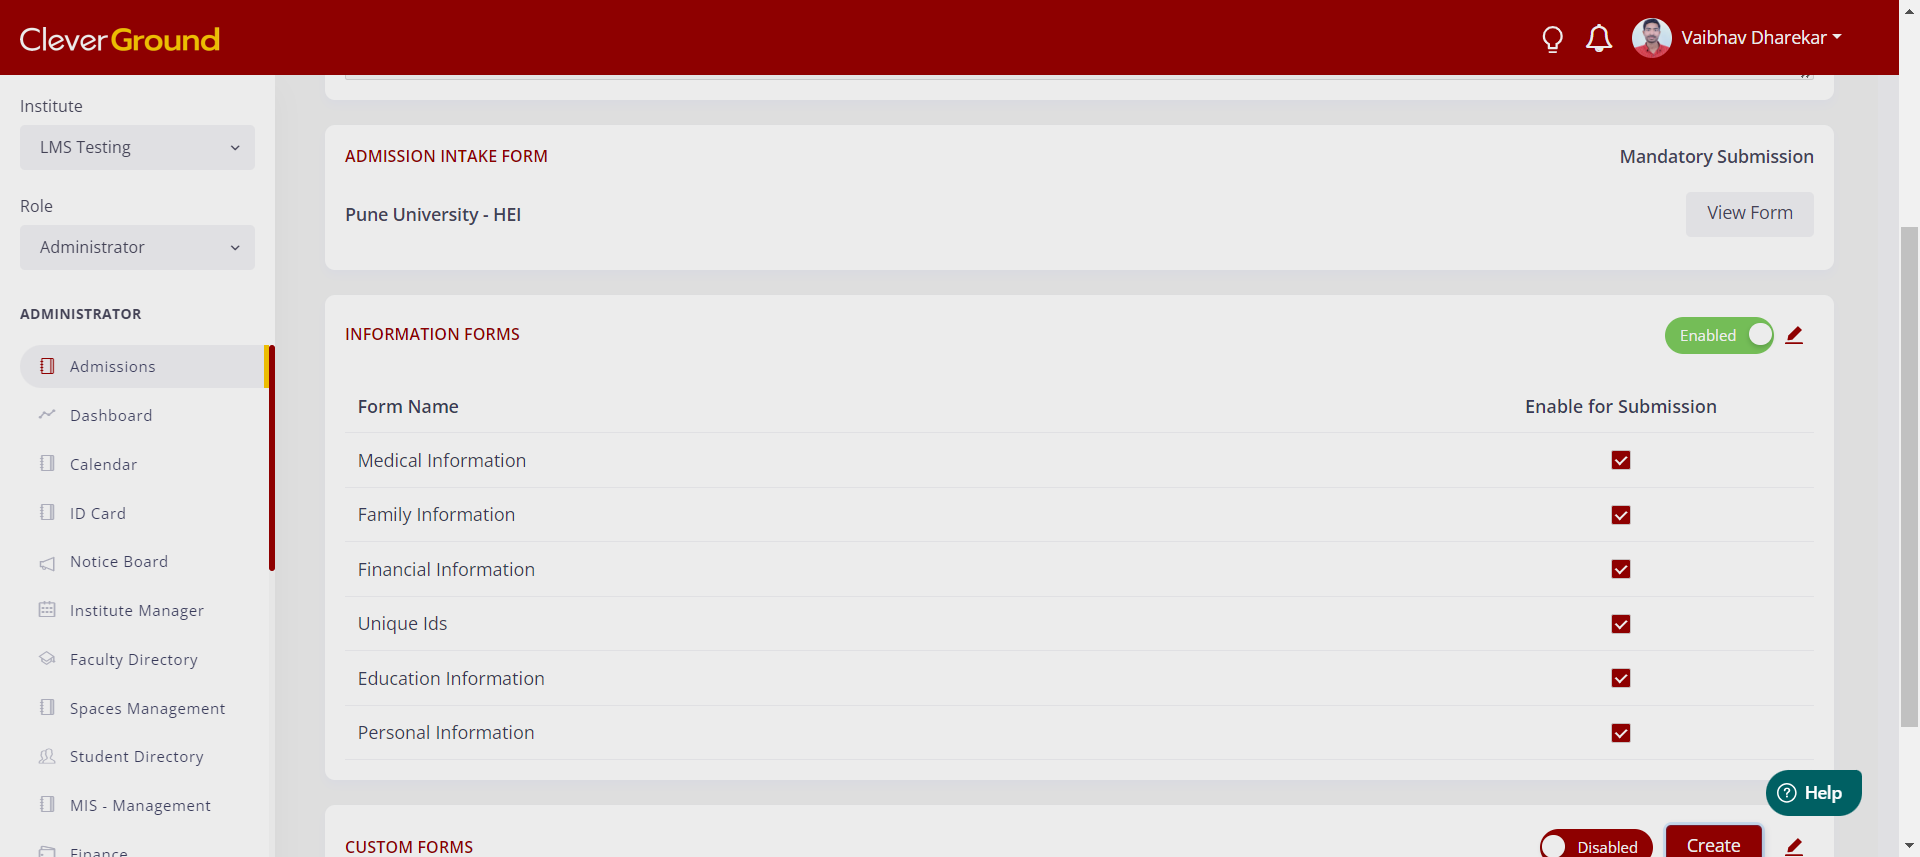 CleverGround
Vaibhav Dharekar
Institute
LMS Testing
Role
Administrator
ADMINISTRATOR
Admissions
Dashboard
Calendar
ID Card
Notice Board
Institute Manager
Faculty Directory
Spaces Management
Student Directory
MIS - Management
Finance
ADMISSION INTAKE FORM
Mandatory Submission
Pune University - HEI
View Form
INFORMATION FORMS
Enabled
Form Name
Enable for Submission
Medical Information
Family Information
Financial Information
Unique Ids
Education Information
Personal Information
Help
CUSTOM FORMS
Disabled
Create